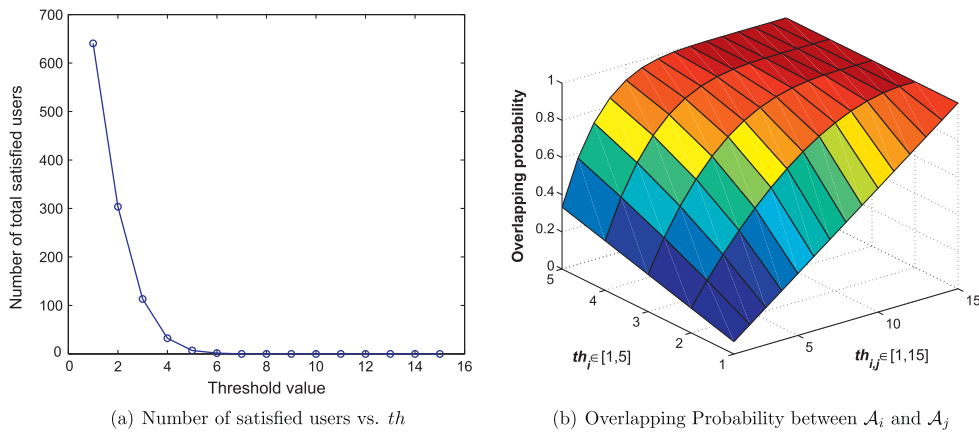 700
600
500
400
300
200
100
0
0 2 4 6 8 10 12 14 16
Number of total satisfied users
Threshold value
(a) Number of satisfied users vs. th
1
0.8
0.6
0.4
0.2
0
Overlapping probability
5
4
3
2
1
th_i∈[1,5]
5
10
15
th_{i,j}∈[1,15]
(b) Overlapping Probability between 𝒜_i and 𝒜_j